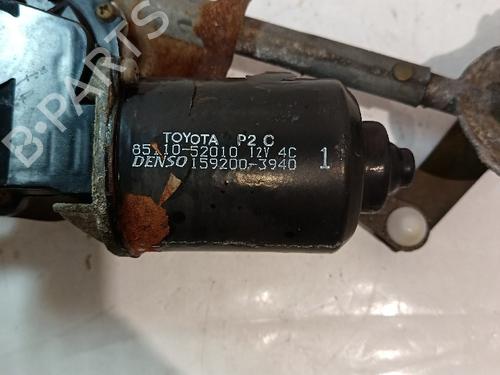 TOYOTA P2 C
85110-52010 12V 4C
DENSO 159200-3940 1
B-PARTS